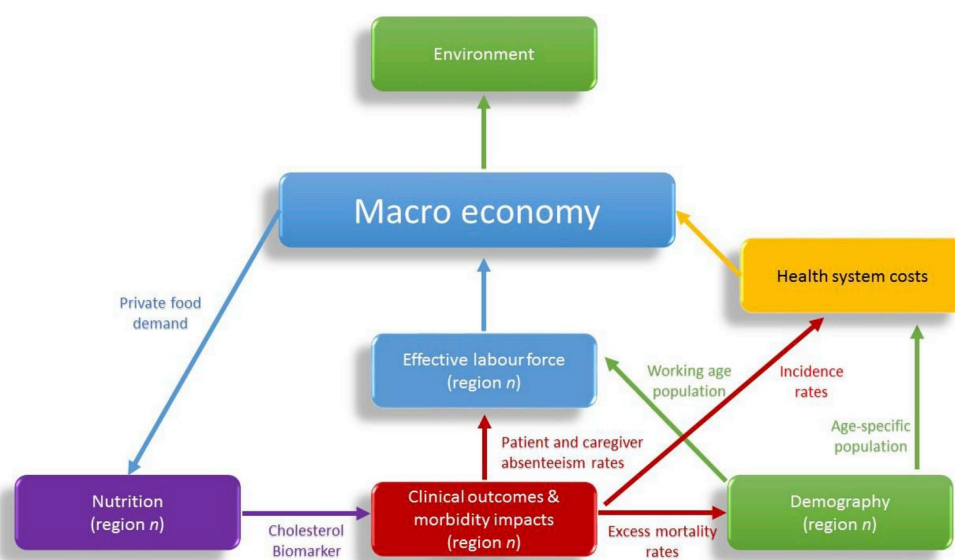 Environment
Macro economy
Health system costs
Private food
demand
Effective labour force
(region n)
Working age
population
Incidence
rates
Age-specific
population
Patient and caregiver
absenteeism rates
Nutrition
(region n)
Cholesterol
Biomarker
Clinical outcomes &
morbidity impacts
(region n)
Excess mortality
rates
Demography
(region n)